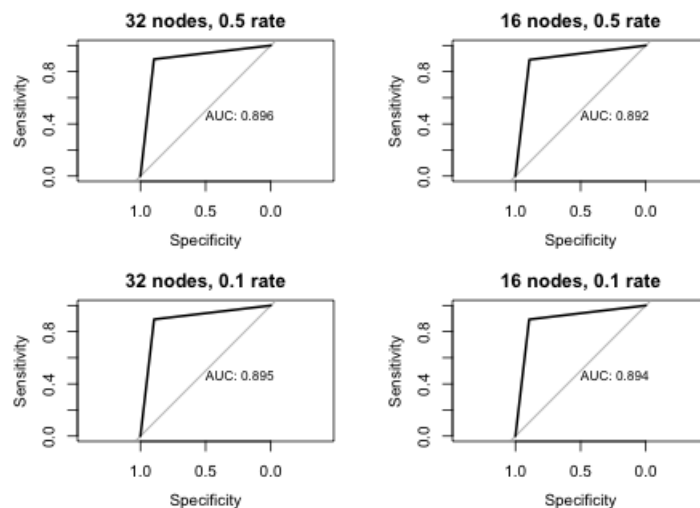 32 nodes, 0.5 rate
Sensitivity
0.0 0.4 0.8
AUC: 0.896
1.0 0.5 0.0
Specificity
16 nodes, 0.5 rate
Sensitivity
0.0 0.4 0.8
AUC: 0.892
1.0 0.5 0.0
Specificity
32 nodes, 0.1 rate
Sensitivity
0.0 0.4 0.8
AUC: 0.895
1.0 0.5 0.0
Specificity
16 nodes, 0.1 rate
Sensitivity
0.0 0.4 0.8
AUC: 0.894
1.0 0.5 0.0
Specificity